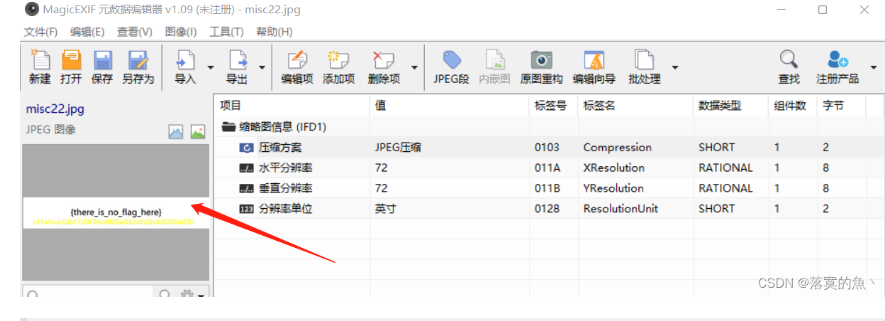 MagicEXIF 元数据编辑器 v1.09 (未注册) - misc22.jpg
文件(F) 编辑(E) 查看(V) 图像(I) 工具(T) 帮助(H)
新建 打开 保存 另存为 导入 导出 编辑项 添加项 删除项 JPEG段 内嵌图 原图重构 编辑向导 批处理 查找 注册产品
misc22.jpg
JPEG 图像
项目 值 标签号 标签名 数据类型 组件数 字节
缩略图信息 (IFD1)
压缩方案 JPEG压缩 0103 Compression SHORT 1 2
水平分辨率 72 011A XResolution RATIONAL 1 8
垂直分辨率 72 011B YResolution RATIONAL 1 8
分辨率单位 英寸 0128 ResolutionUnit SHORT 1 2
{there_is_no_flag_here}
CSDN @落寞的魚丶